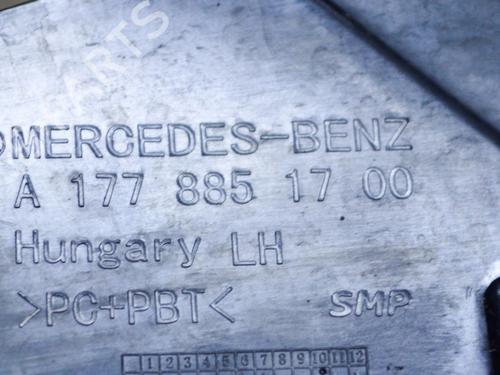 MERCEDES-BENZ
A 177 885 17 00
Hungary LH
>PC+PBT< SMP
1 2 3 4 5 6 7 8 9 10 11 12